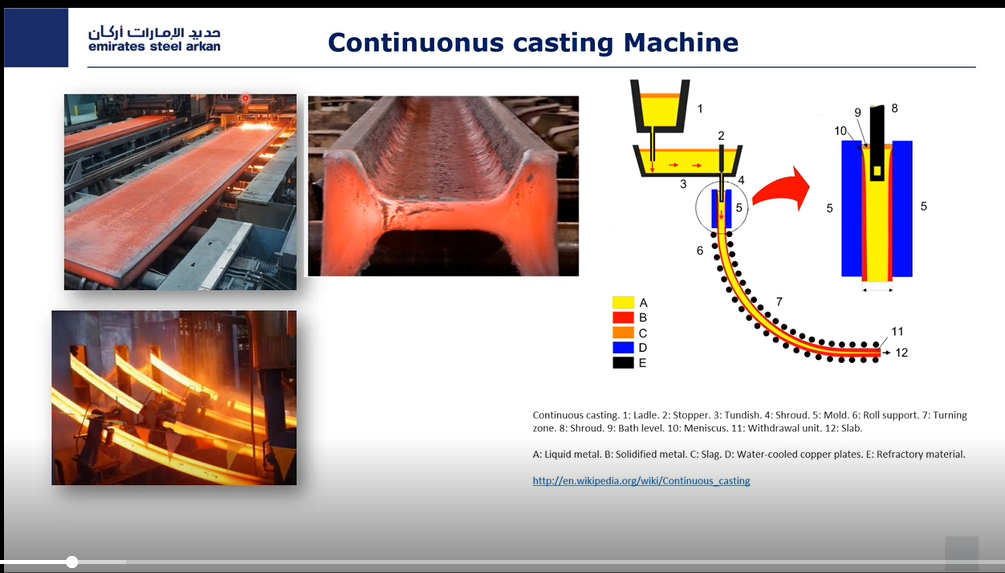 حديد الإمارات أركان
emirates steel arkan
Continuonus casting Machine
1
2
3
4
5
6
7
8
9
10
5
5
11
12
A
B
C
D
E
Continuous casting. 1: Ladle. 2: Stopper. 3: Tundish. 4: Shroud. 5: Mold. 6: Roll support. 7: Turning
zone. 8: Shroud. 9: Bath level. 10: Meniscus. 11: Withdrawal unit. 12: Slab.
A: Liquid metal. B: Solidified metal. C: Slag. D: Water-cooled copper plates. E: Refractory material.
http://en.wikipedia.org/wiki/Continuous_casting